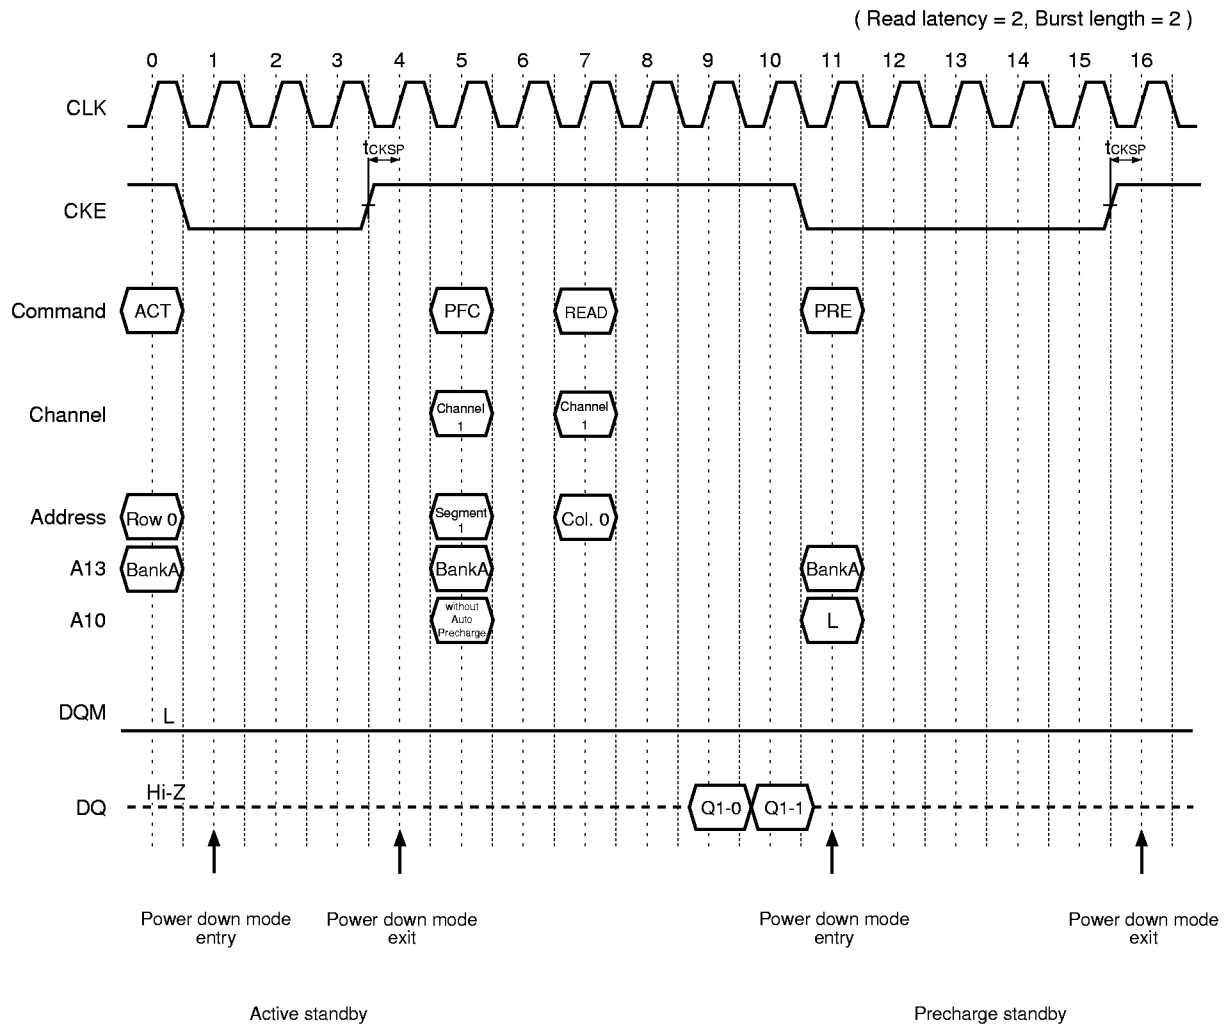 ( Read latency = 2, Burst length = 2 )
0 1 2 3 4 5 6 7 8 9 10 11 12 13 14 15 16
CLK
tCKSP tCKSP
CKE
Command ACT PFC READ PRE
Channel Channel 1 Channel 1
Address Row 0 Segment 1 Col. 0
A13 BankA BankA BankA
A10 without Auto Precharge L
DQM L
DQ Hi-Z Q1-0 Q1-1
Power down mode entry
Power down mode exit
Power down mode entry
Power down mode exit
Active standby
Precharge standby